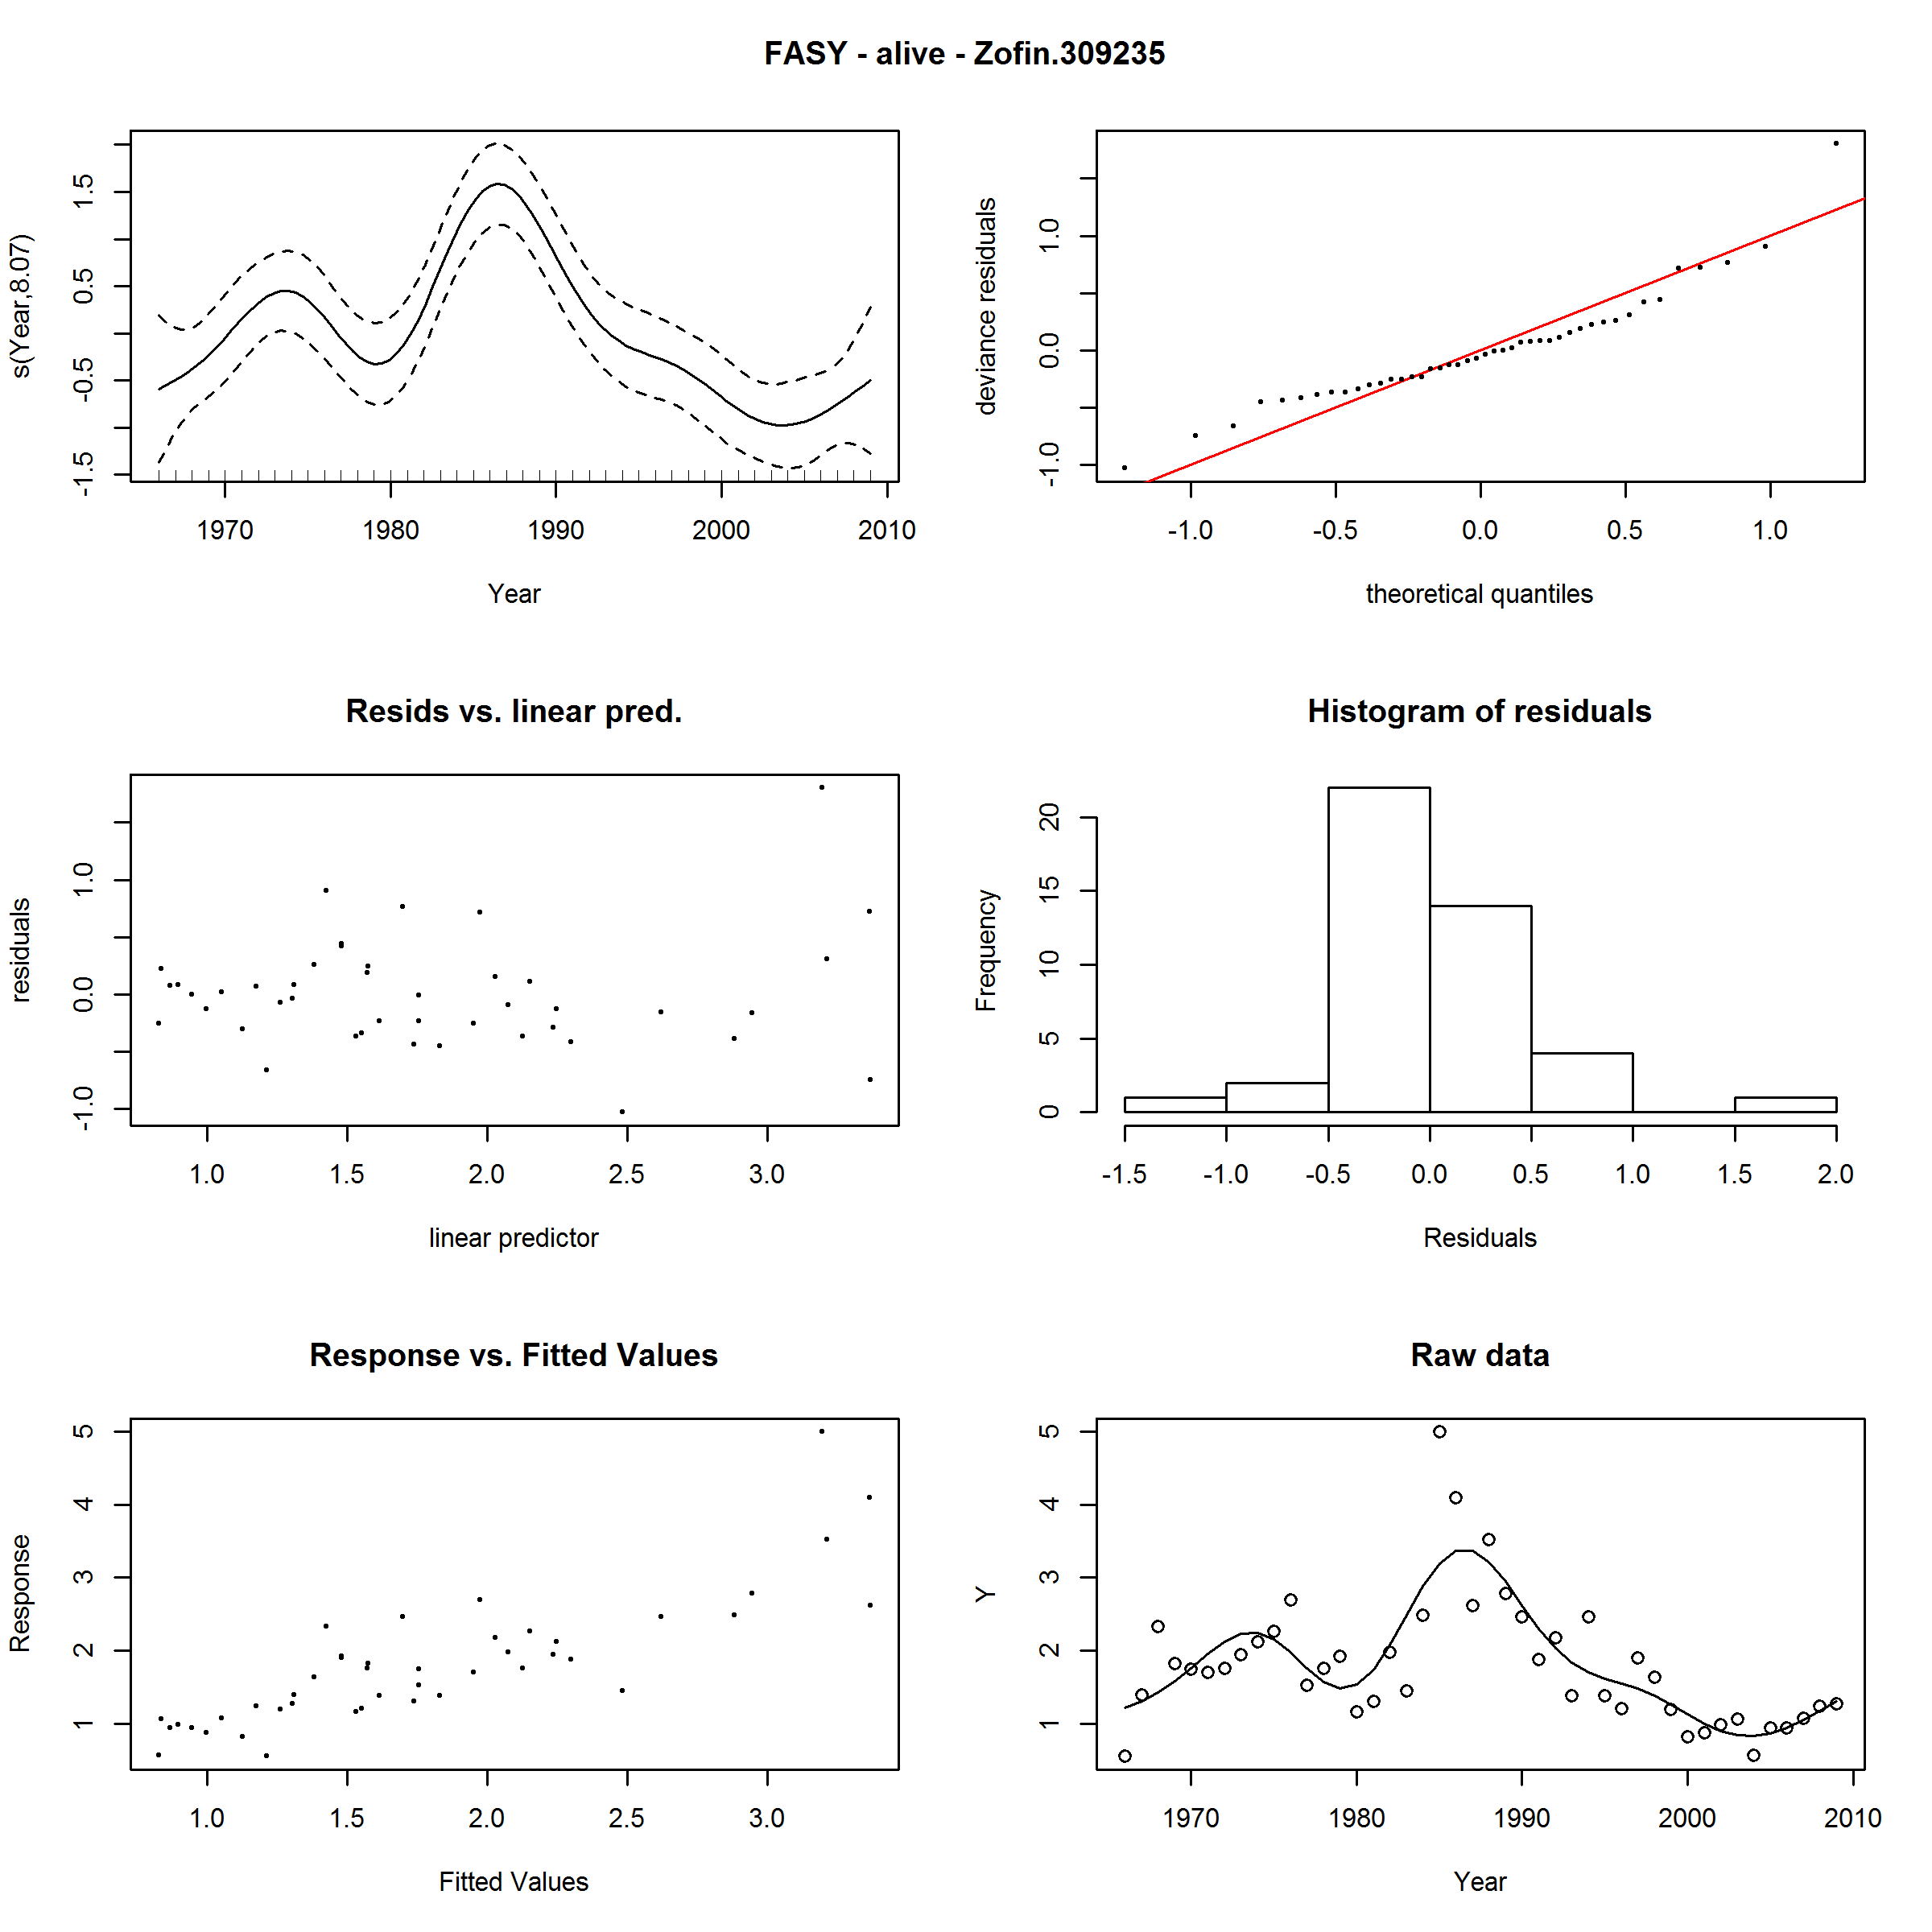 FASY - alive - Zofin.309235
s(Year,8.07)
-1.5 -0.5 0.5 1.5
1970 1980 1990 2000 2010
Year
deviance residuals
-1.0 0.0 1.0
-1.0 -0.5 0.0 0.5 1.0
theoretical quantiles
Resids vs. linear pred.
residuals
-1.0 0.0 1.0
1.0 1.5 2.0 2.5 3.0
linear predictor
Histogram of residuals
Frequency
0 5 10 15 20
-1.5 -1.0 -0.5 0.0 0.5 1.0 1.5 2.0
Residuals
Response vs. Fitted Values
Response
1 2 3 4 5
1.0 1.5 2.0 2.5 3.0
Fitted Values
Raw data
Y
1 2 3 4 5
1970 1980 1990 2000 2010
Year